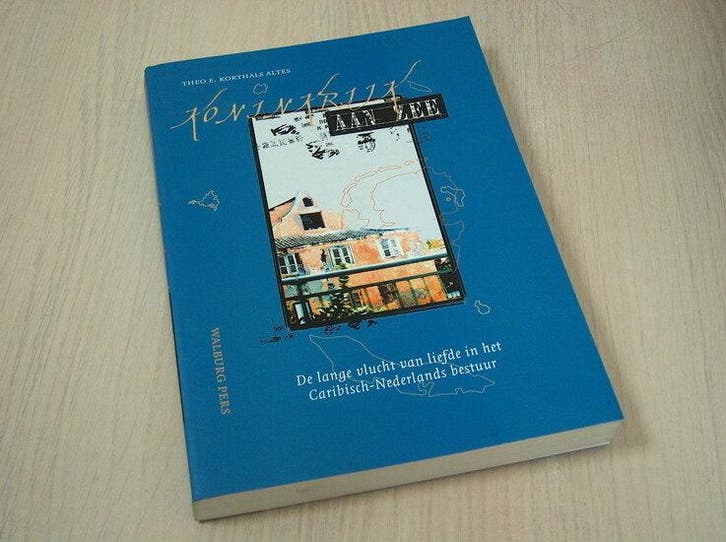 THEO E. KORTHALS ALTES
KONINKRIJK
AAN ZEE
De lange vlucht van liefde in het
Caribisch-Nederlands bestuur
WALBURG PERS